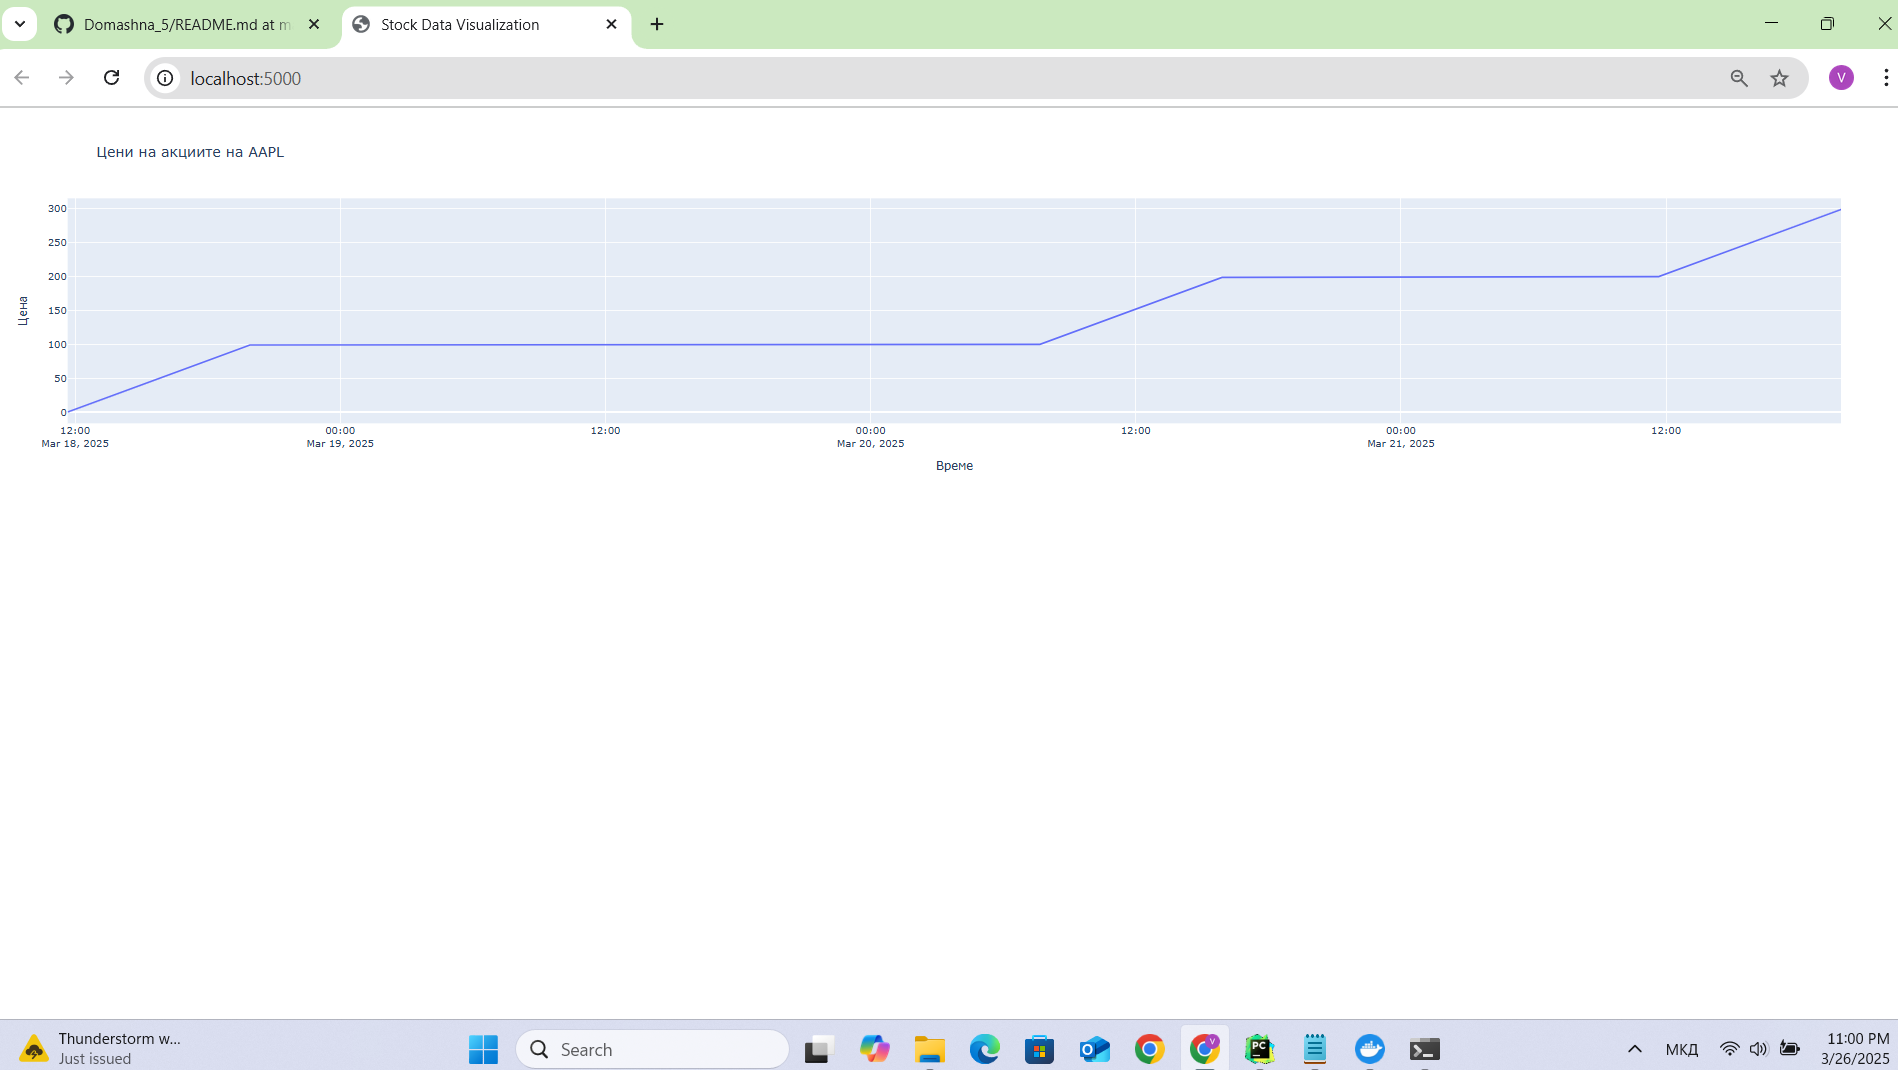 Domashna_5/README.md at m
Stock Data Visualization
localhost:5000
V
Цени на акциите на AAPL
300
250
200
150
100
50
0
Цена
12:00 00:00 12:00 00:00 12:00 00:00 12:00
Mar 18, 2025 Mar 19, 2025 Mar 20, 2025 Mar 21, 2025
Време
Thunderstorm w...
Just issued
Search
V
PC
МКД
11:00 PM
3/26/2025